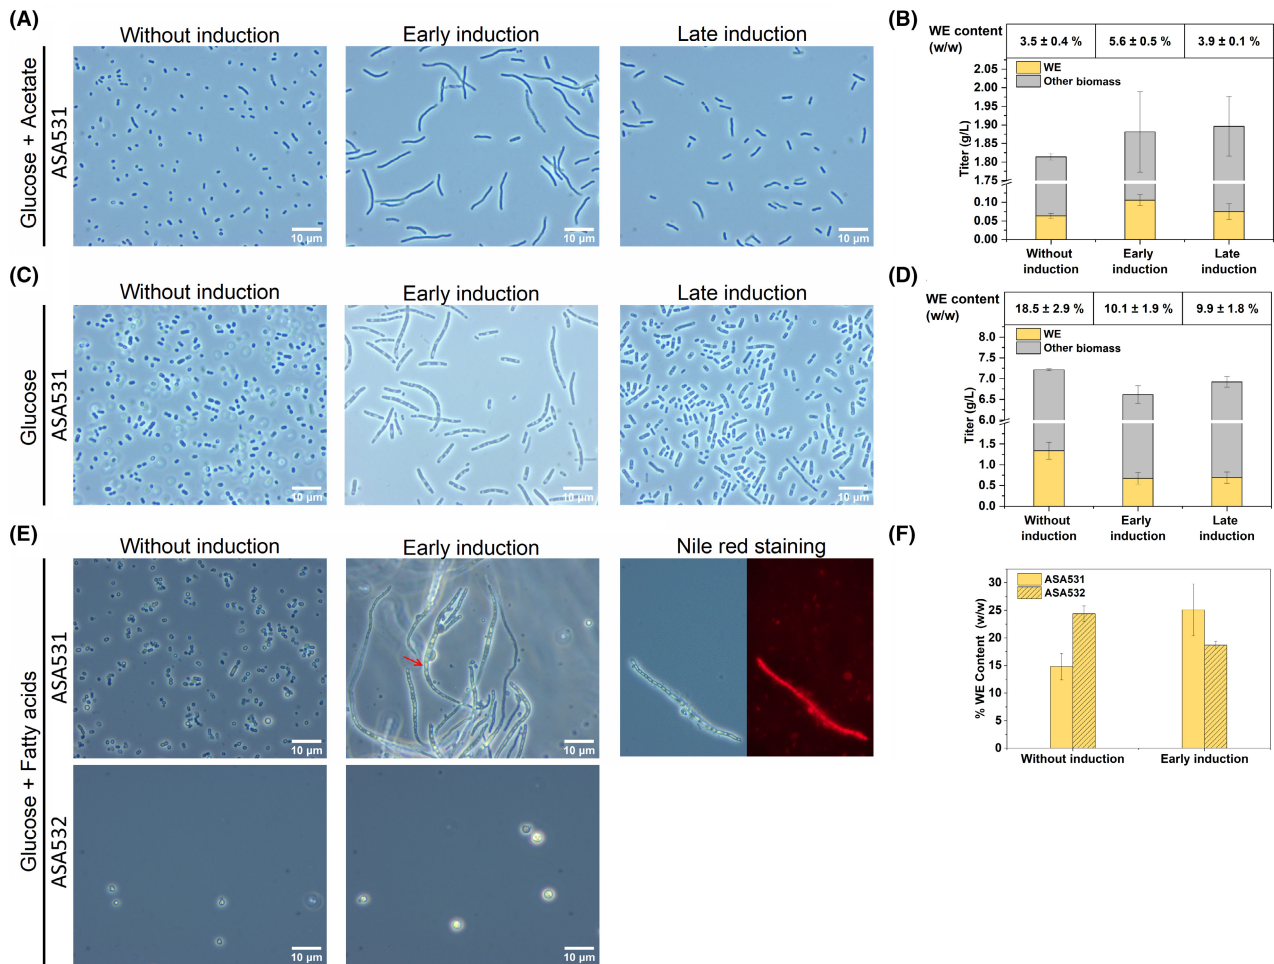 (A)
Without induction
Early induction
Late induction
Glucose + Acetate
ASA531
10 µm
10 µm
10 µm
(B)
WE content
(w/w)
3.5 ± 0.4 %
5.6 ± 0.5 %
3.9 ± 0.1 %
WE
Other biomass
Titer (g/L)
2.05
2.00
1.95
1.90
1.85
1.80
1.75
0.10
0.05
0.00
Without
induction
Early
induction
Late
induction
(C)
Without induction
Early induction
Late induction
Glucose
ASA531
10 µm
10 µm
10 µm
(D)
WE content
(w/w)
18.5 ± 2.9 %
10.1 ± 1.9 %
9.9 ± 1.8 %
WE
Other biomass
Titer (g/L)
8.0
7.5
7.0
6.5
6.0
1.5
1.0
0.5
0.0
Without
induction
Early
induction
Late
induction
(E)
Without induction
Early induction
Nile red staining
Glucose + Fatty acids
ASA531
10 µm
10 µm
ASA532
10 µm
10 µm
(F)
ASA531
ASA532
% WE Content (w/w)
30
25
20
15
10
5
0
Without induction
Early induction